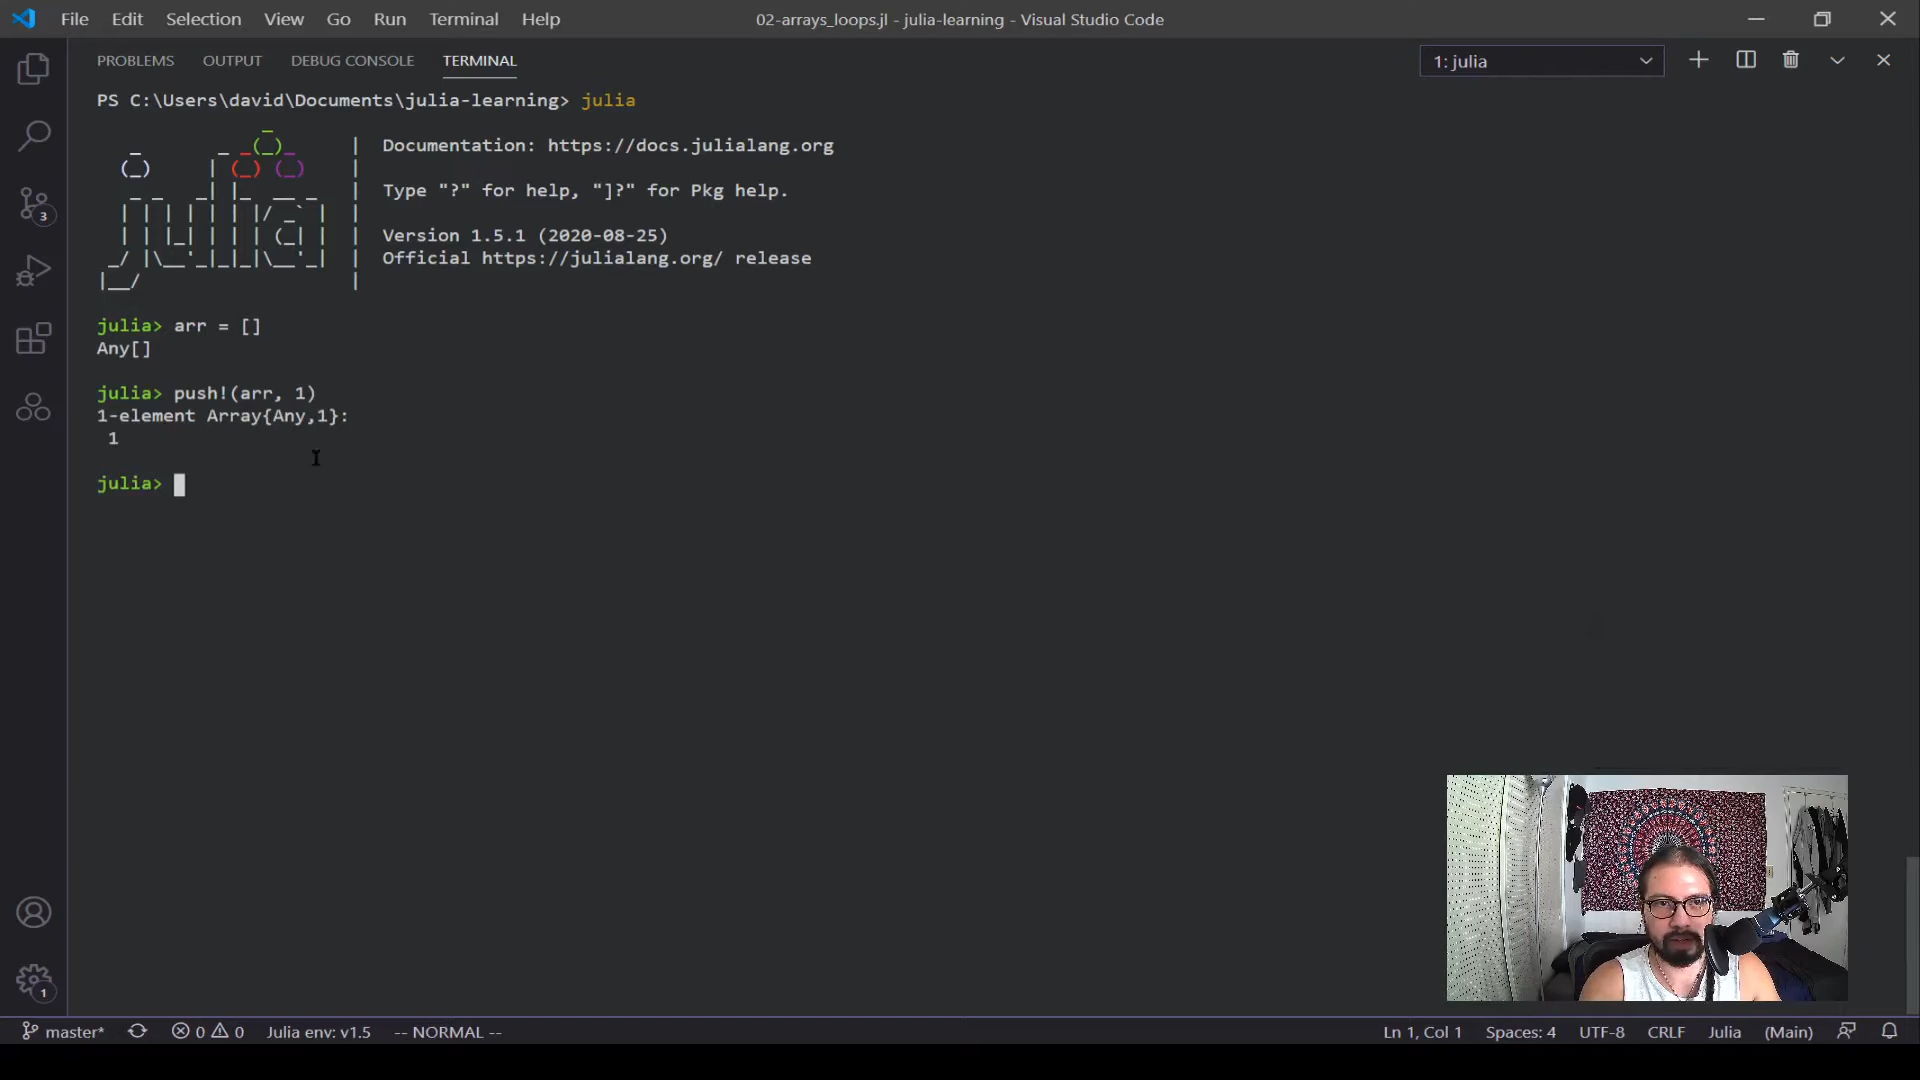 File Edit Selection View Go Run Terminal Help
02-arrays_loops.jl - julia-learning - Visual Studio Code
PROBLEMS OUTPUT DEBUG CONSOLE TERMINAL
1: julia
PS C:\Users\david\Documents\julia-learning> julia
Documentation: https://docs.julialang.org
Type "?" for help, "]?" for Pkg help.
Version 1.5.1 (2020-08-25)
Official https://julialang.org/ release
julia> arr = []
Any[]
julia> push!(arr, 1)
1-element Array{Any,1}:
1
julia>
3
1
master* 0 0 Julia env: v1.5 -- NORMAL --
Ln 1, Col 1 Spaces: 4 UTF-8 CRLF Julia (Main)